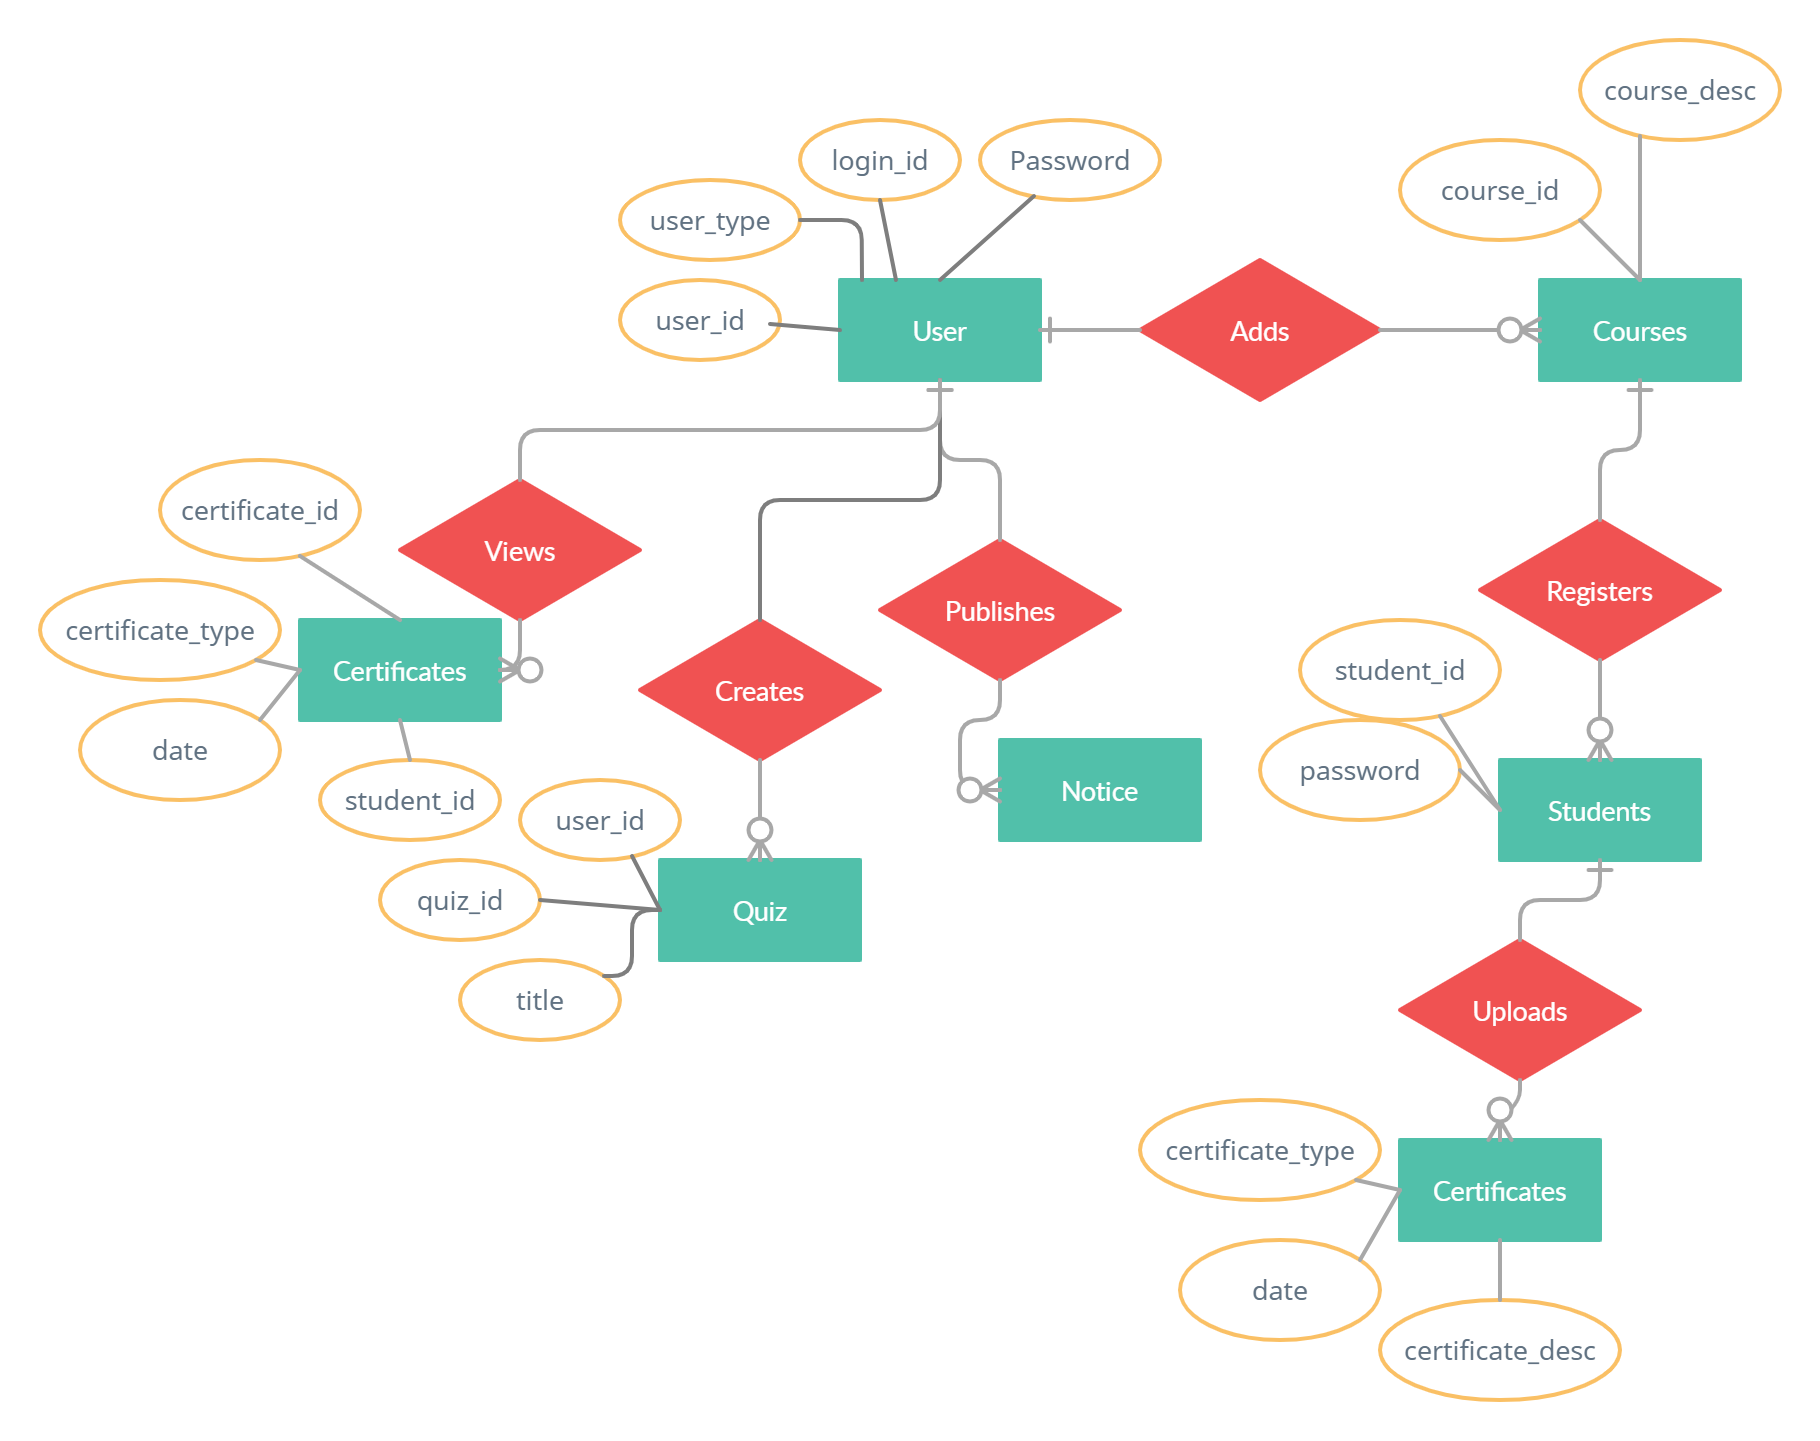 course_desc
login_id
Password
course_id
user_type
user_id
User
Adds
Courses
certificate_id
Views
Registers
Publishes
certificate_type
Certificates
student_id
Creates
date
password
Notice
student_id
user_id
Students
quiz_id
Quiz
title
Uploads
certificate_type
Certificates
date
certificate_desc